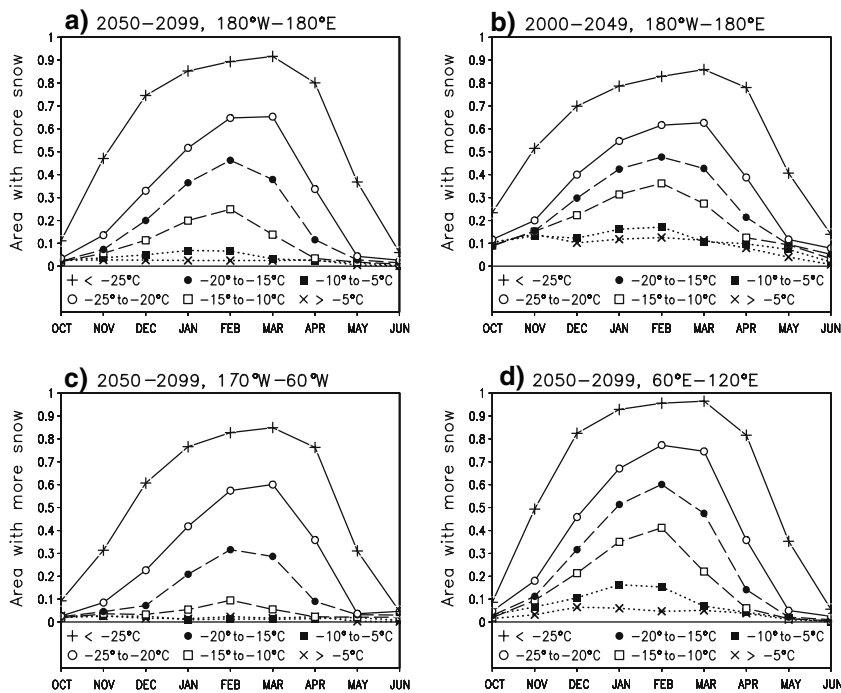 a) 2050−2099, 180°W−180°E
Area with more snow
1
0.9
0.8
0.7
0.6
0.5
0.4
0.3
0.2
0.1
0
< −25°C
−20° to −15°C
−10° to −5°C
−25° to −20°C
−15° to −10°C
> −5°C
OCT NOV DEC JAN FEB MAR APR MAY JUN
b) 2000−2049, 180°W−180°E
Area with more snow
1
0.9
0.8
0.7
0.6
0.5
0.4
0.3
0.2
0.1
0
< −25°C
−20° to −15°C
−10° to −5°C
−25° to −20°C
−15° to −10°C
> −5°C
OCT NOV DEC JAN FEB MAR APR MAY JUN
c) 2050−2099, 170°W−60°W
Area with more snow
1
0.9
0.8
0.7
0.6
0.5
0.4
0.3
0.2
0.1
0
< −25°C
−20° to −15°C
−10° to −5°C
−25° to −20°C
−15° to −10°C
> −5°C
OCT NOV DEC JAN FEB MAR APR MAY JUN
d) 2050−2099, 60°E−120°E
Area with more snow
1
0.9
0.8
0.7
0.6
0.5
0.4
0.3
0.2
0.1
0
< −25°C
−20° to −15°C
−10° to −5°C
−25° to −20°C
−15° to −10°C
> −5°C
OCT NOV DEC JAN FEB MAR APR MAY JUN